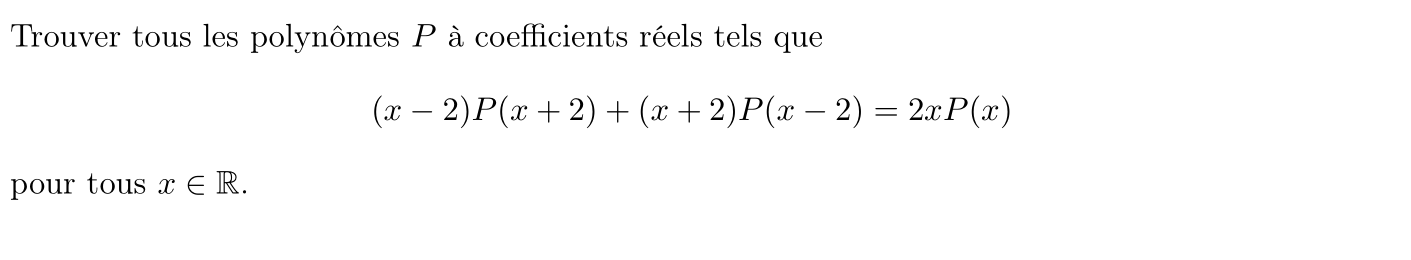 Trouver tous les polynômes P à coefficients réels tels que
(x − 2)P(x + 2) + (x + 2)P(x − 2) = 2xP(x)
pour tous x ∈ ℝ.